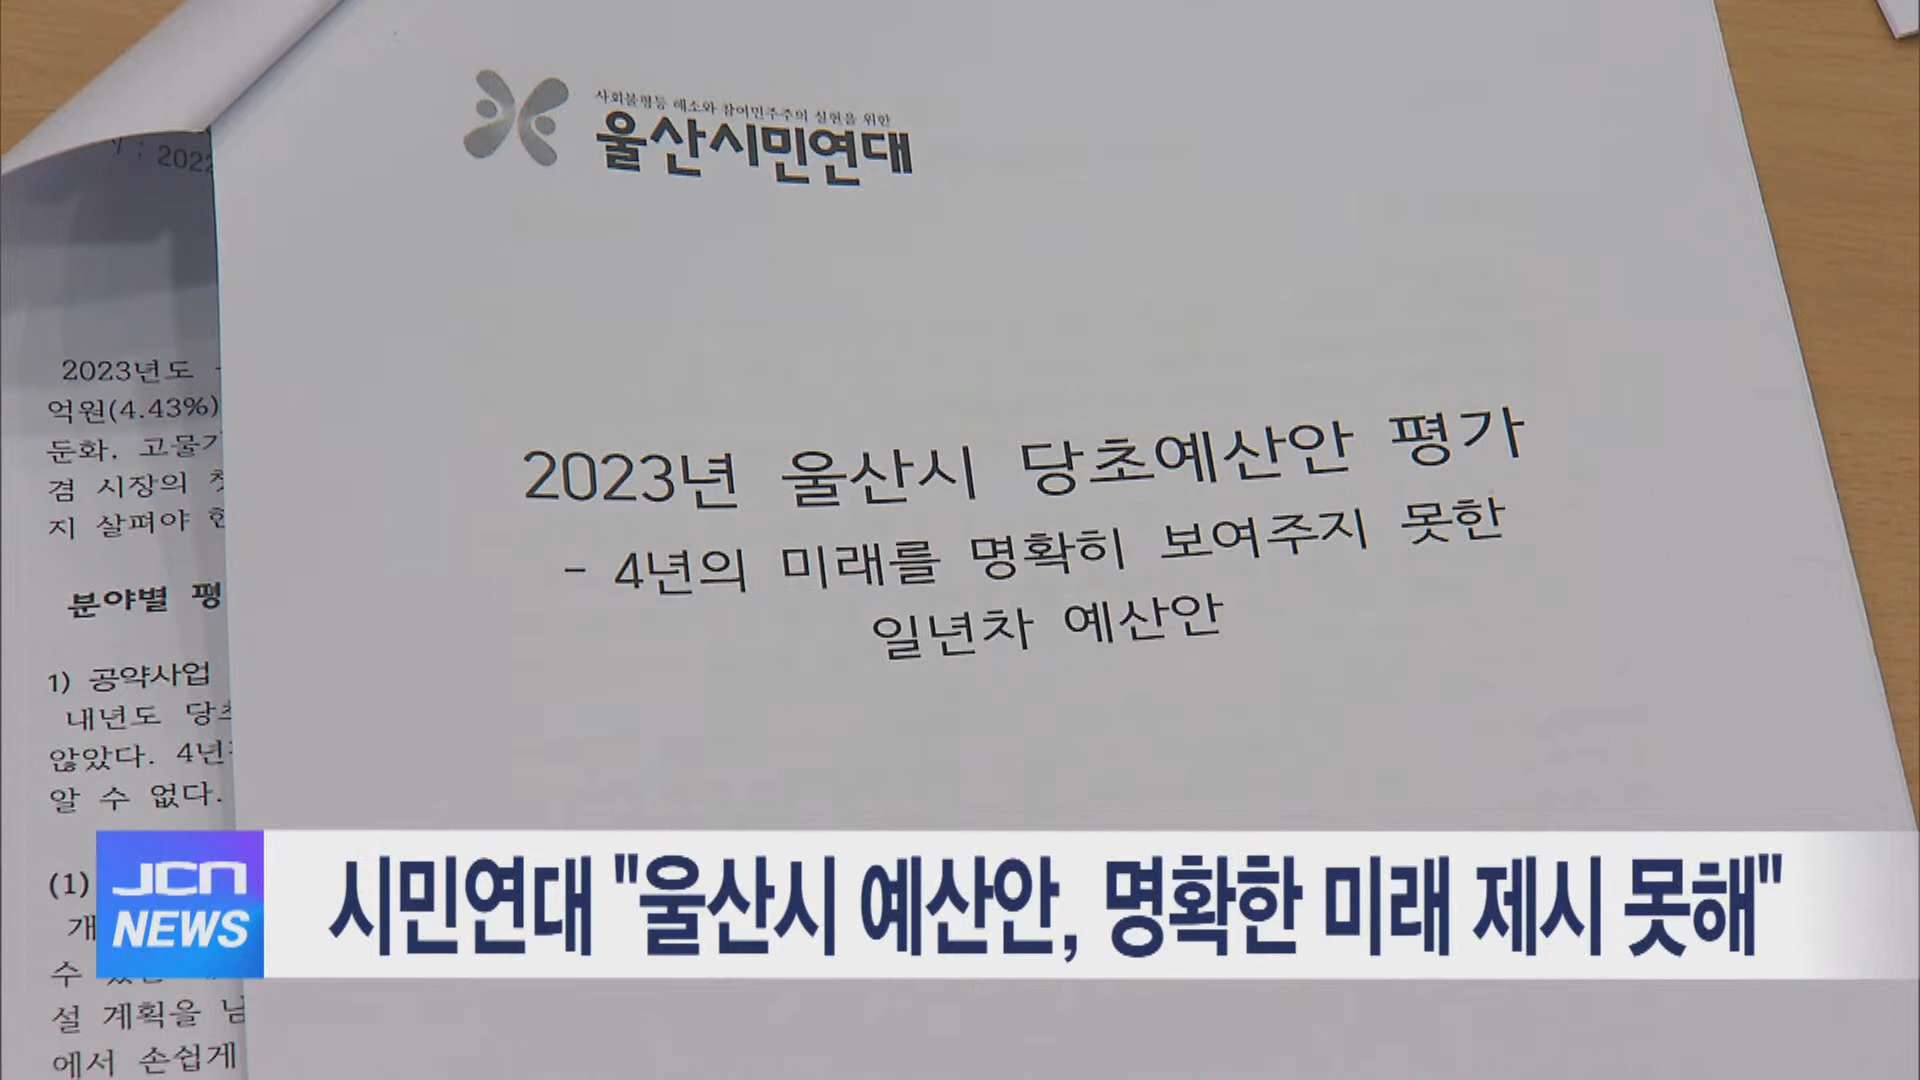 사회불평등 해소와 참여민주주의 실현을 위한
울산시민연대
: 2022
2023년 울산시 당초예산안 평가
- 4년의 미래를 명확히 보여주지 못한
일년차 예산안
2023년도
억원(4.43%)
둔화, 고물가
겸 시장의 첫
지 살펴야
분야별 평
1) 공약사업
내년도 당초
않았다. 4년
알 수 없다.
(1)
개
수
설 계획을 남
에서 손쉽게
JCN
NEWS
시민연대 "울산시 예산안, 명확한 미래 제시 못해"